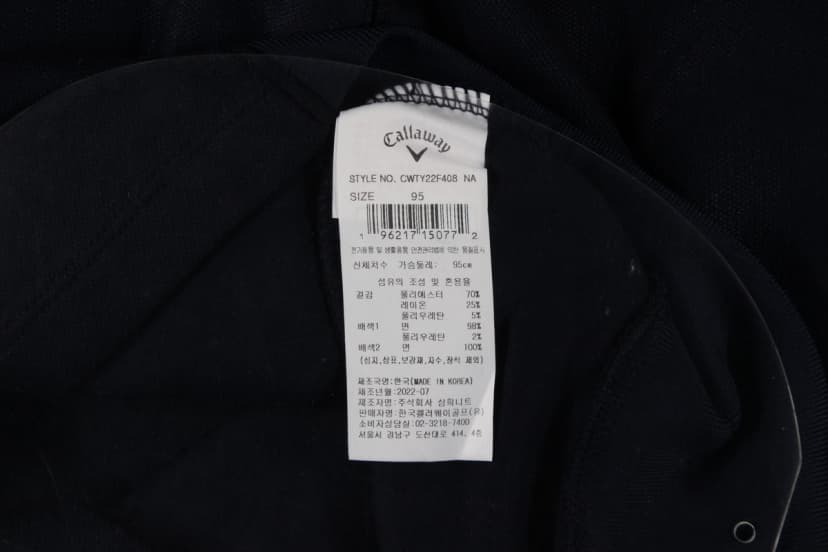 Callaway
STYLE NO. CWTY22F408 NA
SIZE 95
1 96217 15077 2
전기용품 및 생활용품 안전관리법에 의한 품질표시
신체치수 가슴둘레: 95cm
섬유의 조성 및 혼용율
겉감 폴리에스터 70%
레이온 25%
폴리우레탄 5%
배색1 면 98%
폴리우레탄 2%
배색2 면 100%
(심지,상표,보강재,자수,장식 제외)
제조국명:한국(MADE IN KOREA)
제조년월:2022-07
제조자명:주식회사 삼희니트
판매자명:한국캘러웨이골프(유)
소비자상담실:02-3218-7400
서울시 강남구 도산대로 414, 4층